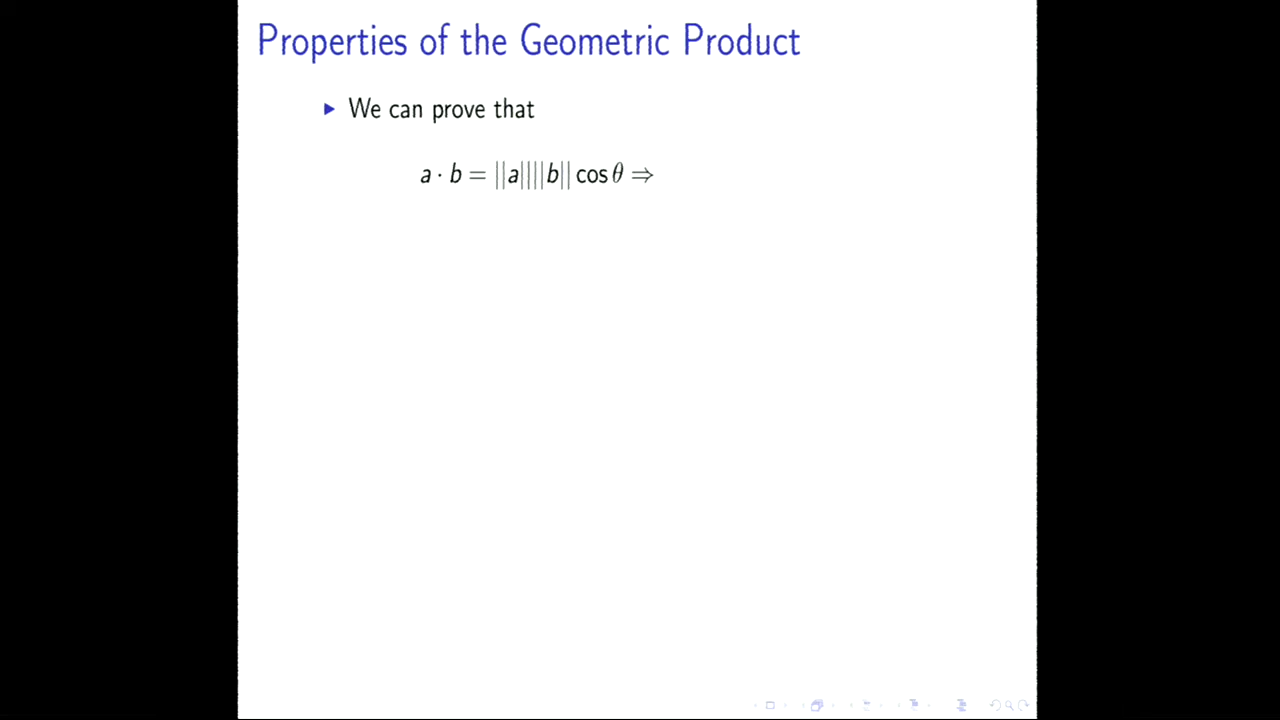 Properties of the Geometric Product
▶ We can prove that
a · b = ||a||||b|| cos θ ⇒